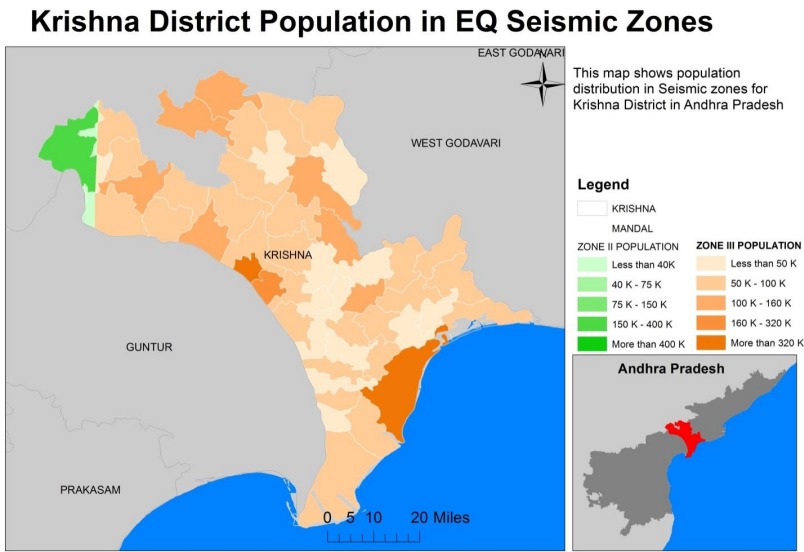 Krishna District Population in EQ Seismic Zones
EAST GODAVARI
N
This map shows population
distribution in Seismic zones for
Krishna District in Andhra Pradesh
WEST GODAVARI
Legend
KRISHNA
MANDAL
ZONE II POPULATION
Less than 40K
40 K - 75 K
75 K - 150 K
150 K - 400 K
More than 400 K
ZONE III POPULATION
Less than 50 K
50 K - 100 K
100 K - 160 K
160 K - 320 K
More than 320 K
KRISHNA
GUNTUR
PRAKASAM
0 5 10 20 Miles
Andhra Pradesh